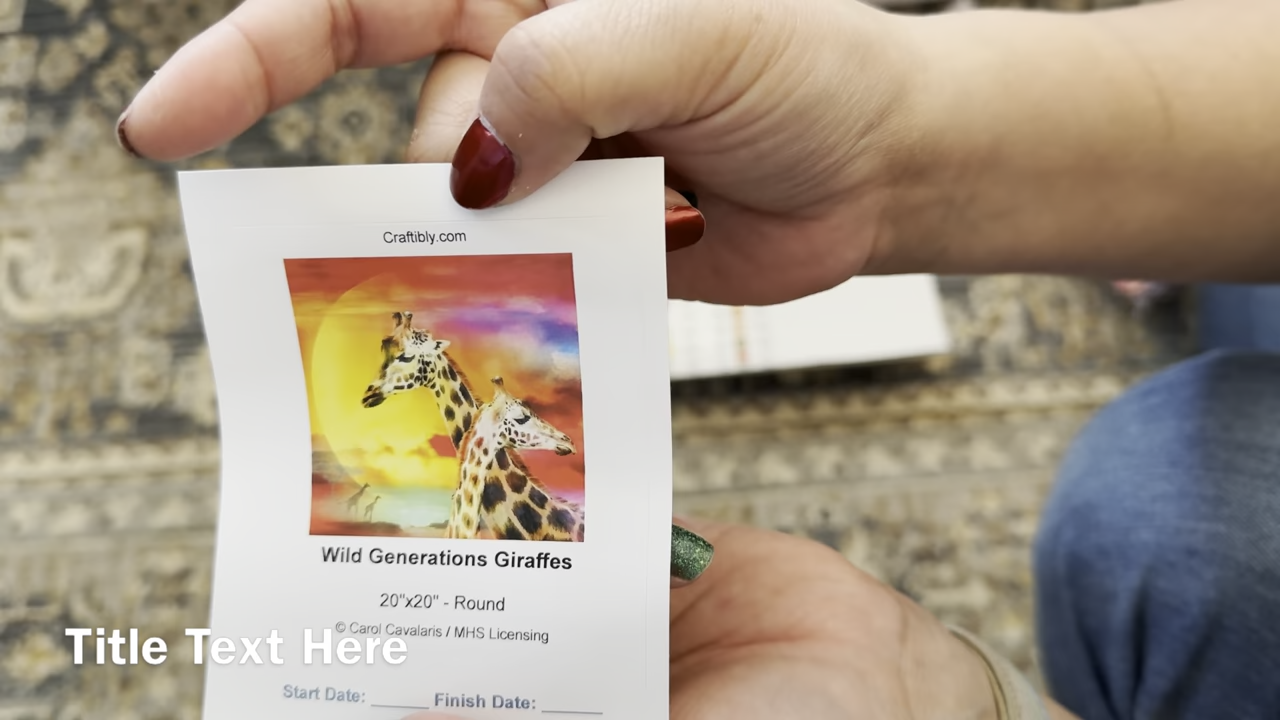 Craftibly.com
Wild Generations Giraffes
20"x20" - Round
© Carol Cavalaris / MHS Licensing
Title Text Here
Start Date: ______ Finish Date: ______